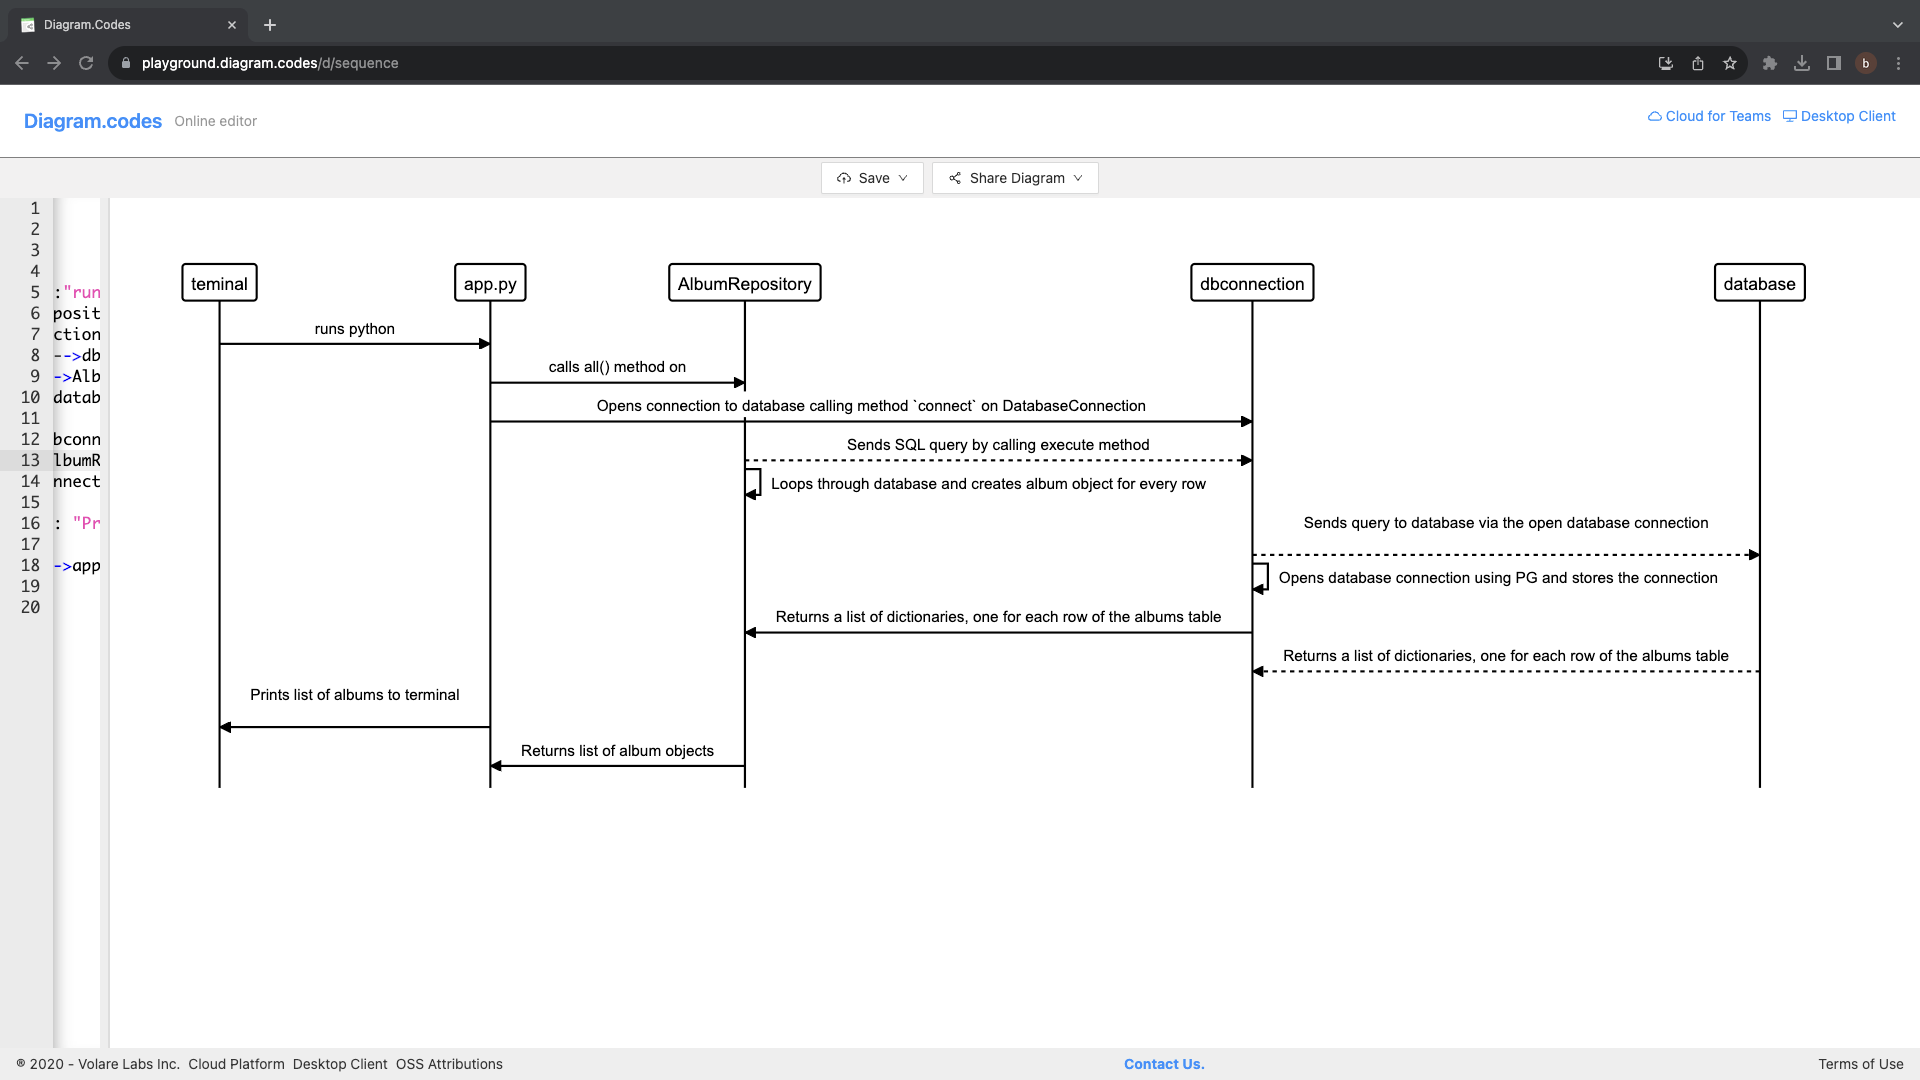 Diagram.Codes
playground.diagram.codes/d/sequence
b
Diagram.codes Online editor
Cloud for Teams Desktop Client
Save Share Diagram
1
2
3
4
5 :"run
6 posit
7 ction
8 -->db
9 ->Alb
10 datab
11
12 bconn
13 lbumR
14 nnect
15
16 : "Pr
17
18 ->app
19
20
teminal app.py AlbumRepository dbconnection database
runs python
calls all() method on
Opens connection to database calling method `connect` on DatabaseConnection
Sends SQL query by calling execute method
Loops through database and creates album object for every row
Sends query to database via the open database connection
Opens database connection using PG and stores the connection
Returns a list of dictionaries, one for each row of the albums table
Returns a list of dictionaries, one for each row of the albums table
Prints list of albums to terminal
Returns list of album objects
® 2020 - Volare Labs Inc. Cloud Platform Desktop Client OSS Attributions Contact Us. Terms of Use